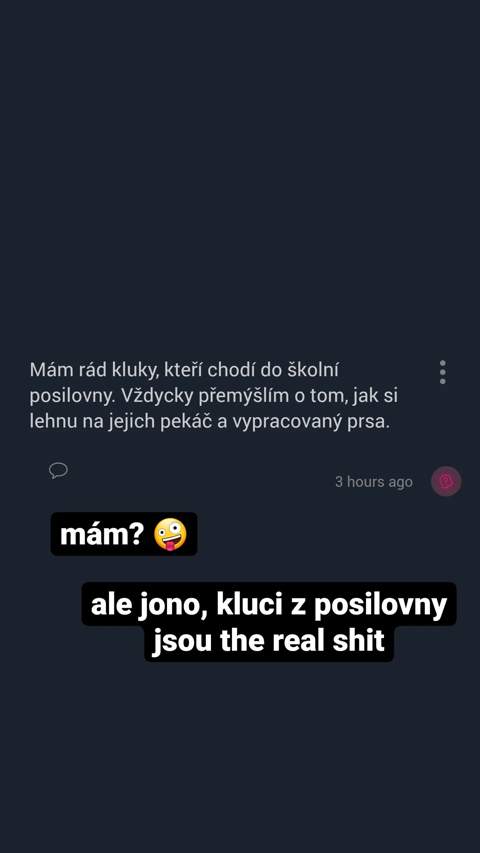 Mám rád kluky, kteří chodí do školní
posilovny. Vždycky přemýšlím o tom, jak si
lehnu na jejich pekáč a vypracovaný prsa.
3 hours ago
mám? 🤪
ale jono, kluci z posilovny
jsou the real shit